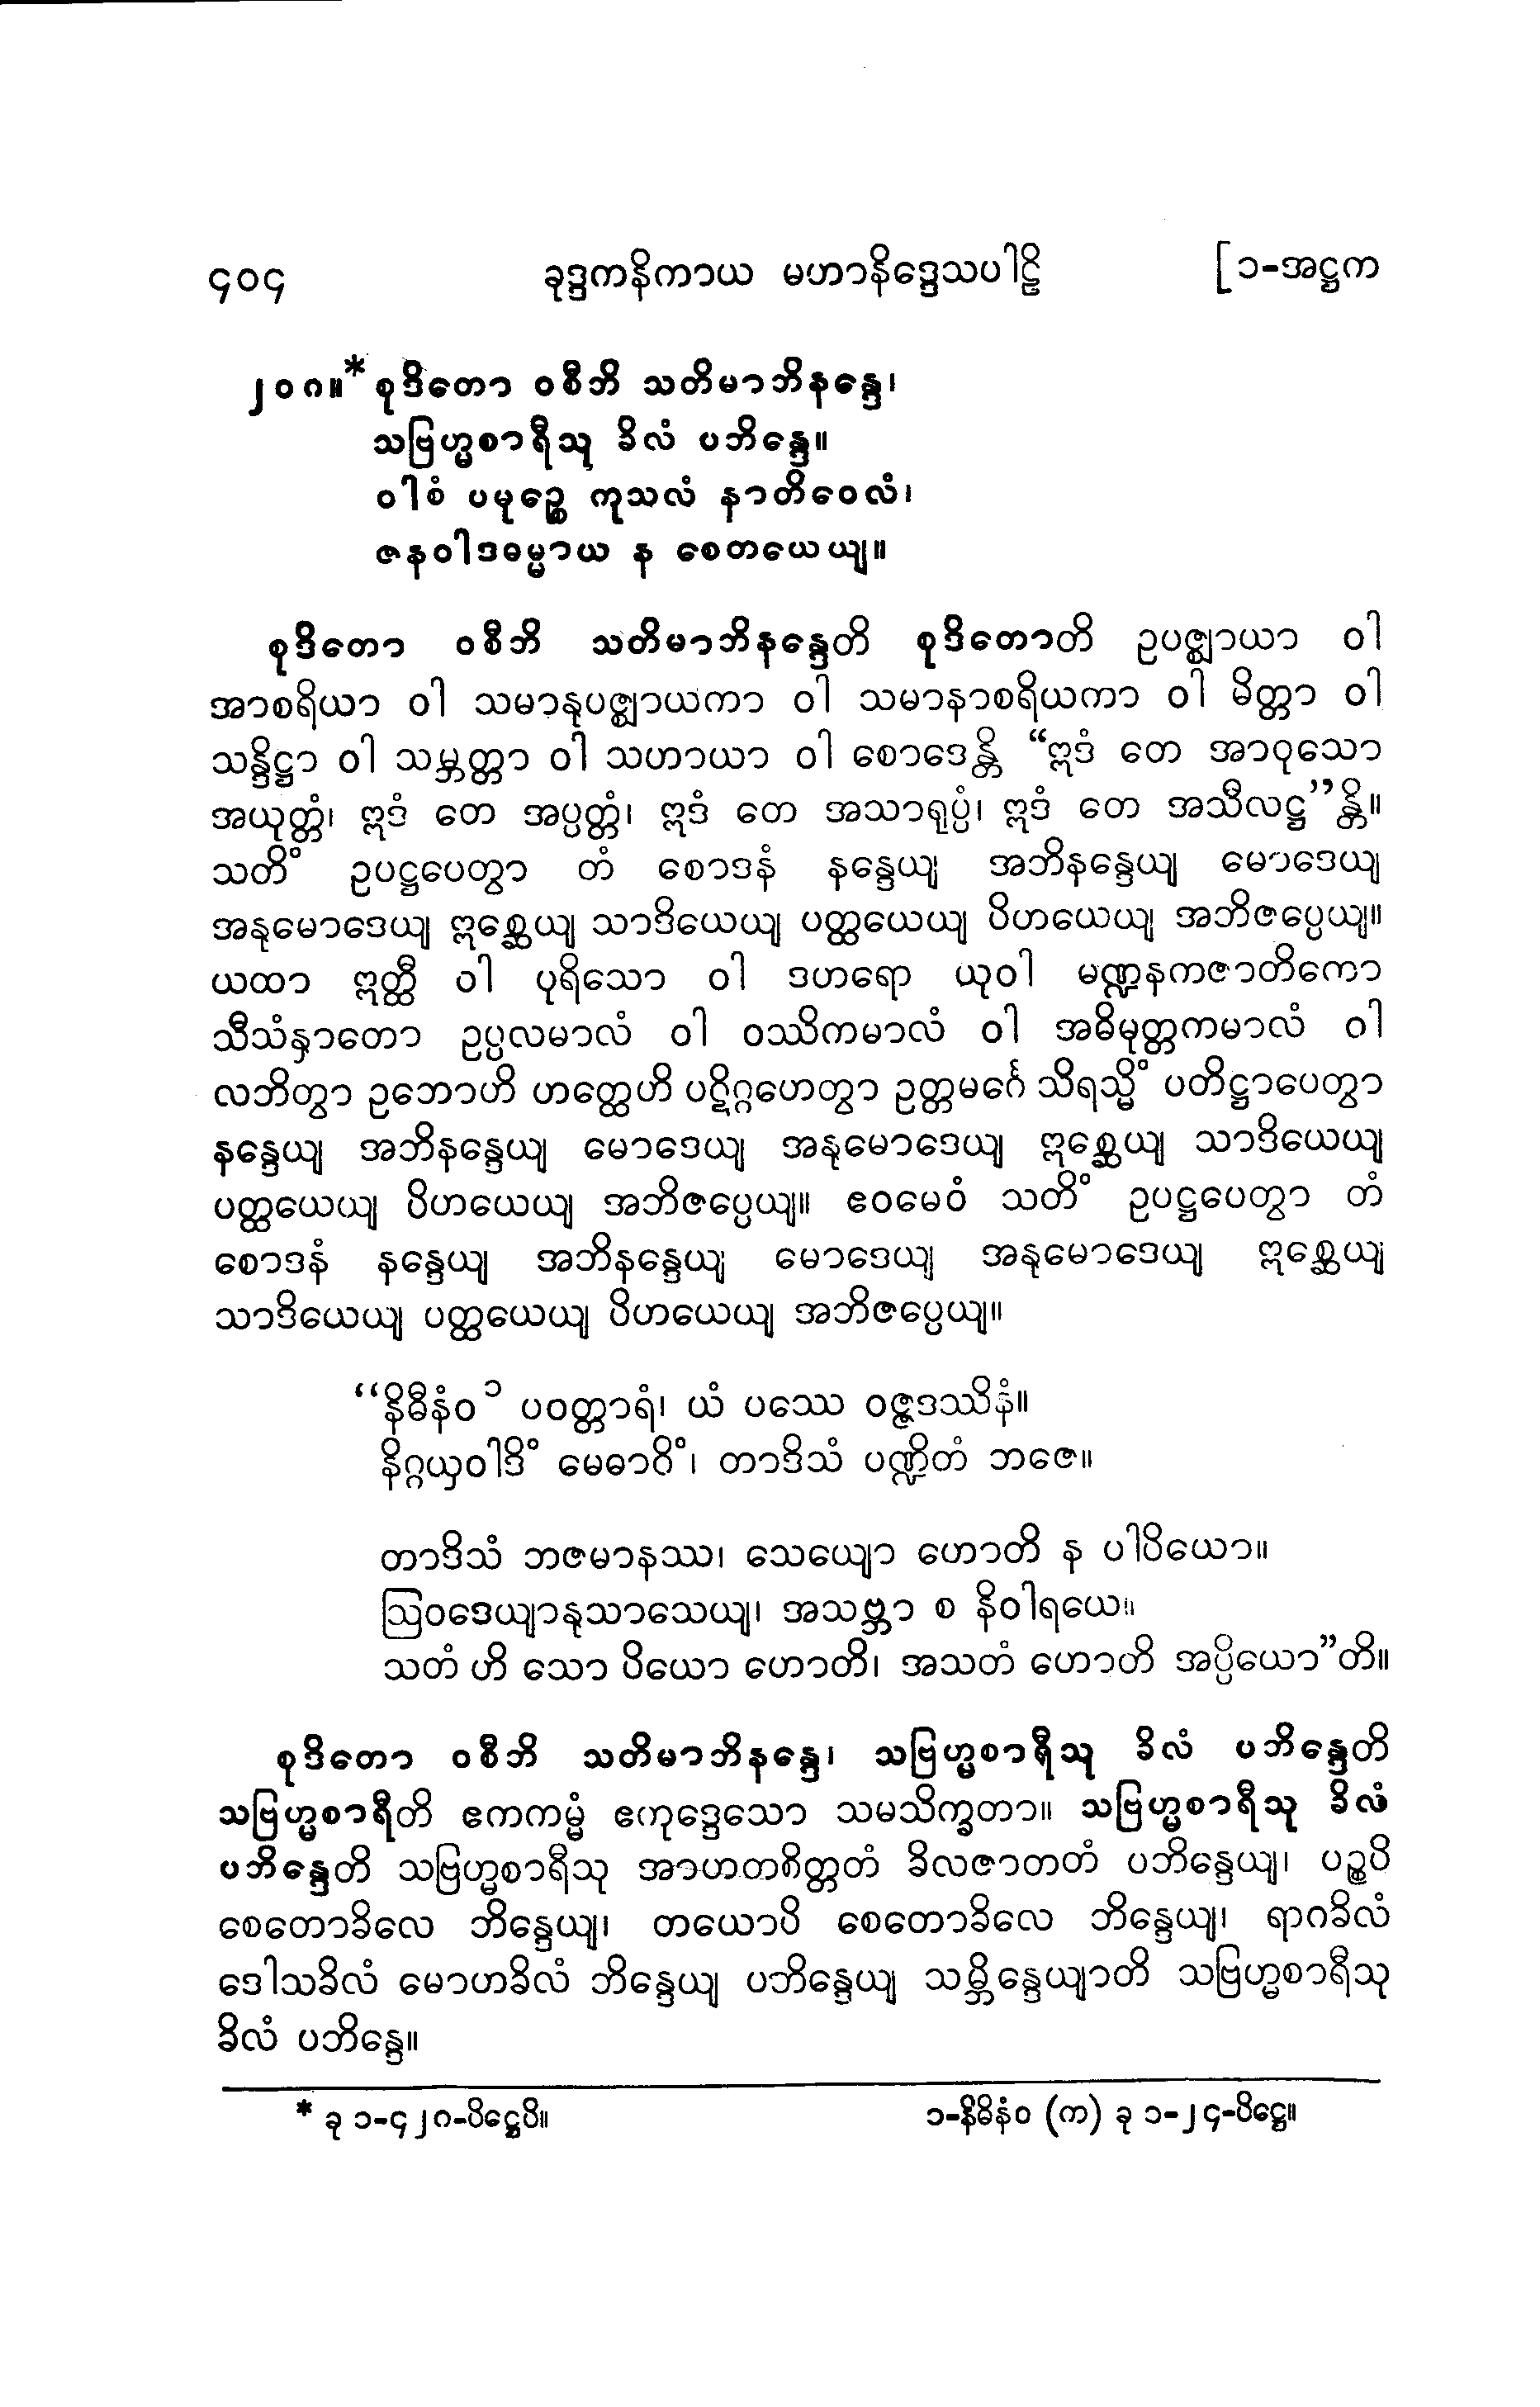 ၄၀၄ ခုဒ္ဒကနိကာယ မဟာနိဒ္ဒေသပါဠိ [၁-အဋ္ဌက
၂၀၈။* စုဒိတော ဝစီဘိ သတိမာဘိနန္ဒေ၊
သဗြဟ္မစာရီသု ခိလံ ပဘိန္ဒေ။
ဝါစံ ပမုဉ္စေ ကုသလံ နာတိဝေလံ၊
ဇနဝါဒဓမ္မာယ န စေတယေယျ။
စုဒိတော ဝစီဘိ သတိမာဘိနန္ဒေတိ စုဒိတောတိ ဥပဇ္ဈာယာ ဝါ
အာစရိယာ ဝါ သမာနုပဇ္ဈာယကာ ဝါ သမာနာစရိယကာ ဝါ မိတ္တာ ဝါ
သန္ဒိဋ္ဌာ ဝါ သမ္ဘတ္တာ ဝါ သဟာယာ ဝါ စောဒေန္တိ “ဣဒံ တေ အာဝုသော
အယုတ္တံ၊ ဣဒံ တေ အပ္ပတ္တံ၊ ဣဒံ တေ အသာရုပ္ပံ၊ ဣဒံ တေ အသီလဋ္ဌ”န္တိ။
သတိံ ဥပဋ္ဌပေတွာ တံ စောဒနံ နန္ဒေယျ အဘိနန္ဒေယျ မောဒေယျ
အနုမောဒေယျ ဣစ္ဆေယျ သာဒိယေယျ ပတ္ထယေယျ ပိဟယေယျ အဘိဇပ္ပေယျ။
ယထာ ဣတ္ထီ ဝါ ပုရိသော ဝါ ဒဟရော ယုဝါ မဏ္ဍနကဇာတိကော
သီသံနှာတော ဥပ္ပလမာလံ ဝါ ဝဿိကမာလံ ဝါ အဓိမုတ္တကမာလံ ဝါ
လဘိတွာ ဥဘောဟိ ဟတ္ထေဟိ ပဋိဂ္ဂဟေတွာ ဥတ္တမင်္ဂေ သိရသ္မိံ ပတိဋ္ဌာပေတွာ
နန္ဒေယျ အဘိနန္ဒေယျ မောဒေယျ အနုမောဒေယျ ဣစ္ဆေယျ သာဒိယေယျ
ပတ္ထယေယျ ပိဟယေယျ အဘိဇပ္ပေယျ။ ဧဝမေဝံ သတိံ ဥပဋ္ဌပေတွာ တံ
စောဒနံ နန္ဒေယျ အဘိနန္ဒေယျ မောဒေယျ အနုမောဒေယျ ဣစ္ဆေယျ
သာဒိယေယျ ပတ္ထယေယျ ပိဟယေယျ အဘိဇပ္ပေယျ။
“နိဓီနံဝ ၁ ပဝတ္တာရံ၊ ယံ ပဿေ ဝဇ္ဇဒဿိနံ။
နိဂ္ဂယှဝါဒိံ မေဓာဝိံ၊ တာဒိသံ ပဏ္ဍိတံ ဘဇေ။
တာဒိသံ ဘဇမာနဿ၊ သေယျော ဟောတိ န ပါပိယော။
ဩဝဒေယျာနုသာသေယျ၊ အသဗ္ဘာ စ နိဝါရယေ။
သတံ ဟိ သော ပိယော ဟောတိ၊ အသတံ ဟောတိ အပ္ပိယော”တိ။
စုဒိတော ဝစီဘိ သတိမာဘိနန္ဒေ၊ သဗြဟ္မစာရီသု ခိလံ ပဘိန္ဒေတိ
သဗြဟ္မစာရီတိ ဧကကမ္မံ ဧကုဒ္ဒေသော သမသိက္ခတာ။ သဗြဟ္မစာရီသု ခိလံ
ပဘိန္ဒေတိ သဗြဟ္မစာရီသု အာဟတစိတ္တတံ ခိလဇာတတံ ပဘိန္ဒေယျ၊ ပဉ္စပိ
စေတောခိလေ ဘိန္ဒေယျ၊ တယောပိ စေတောခိလေ ဘိန္ဒေယျ၊ ရာဂခိလံ
ဒေါသခိလံ မောဟခိလံ ဘိန္ဒေယျ ပဘိန္ဒေယျ သမ္ဘိန္ဒေယျာတိ သဗြဟ္မစာရီသု
ခိလံ ပဘိန္ဒေ။
* ခု ၁-၄၂၈-ပိဋ္ဌေပိ။ ၁-နိဓိနံဝ (က) ခု ၁-၂၄-ပိဋ္ဌေ။